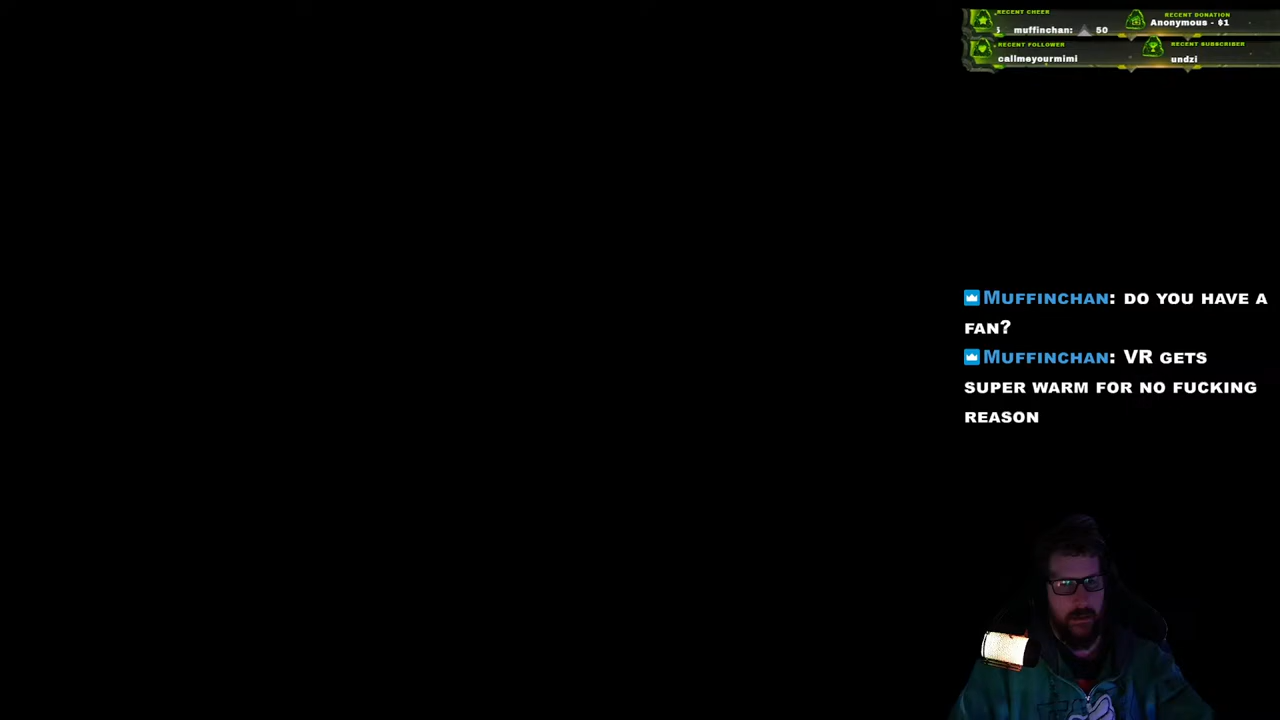 RECENT CHEER
muffinchan: 50
RECENT DONATION
Anonymous - $1
RECENT FOLLOWER
callmeyourmimi
RECENT SUBSCRIBER
undzi
MUFFINCHAN: DO YOU HAVE A
FAN?
MUFFINCHAN: VR GETS
SUPER WARM FOR NO FUCKING
REASON